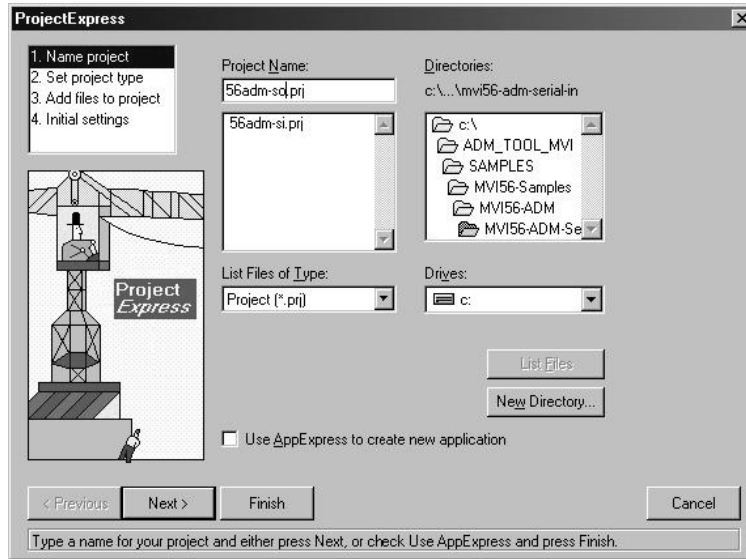 ProjectExpress
1. Name project
2. Set project type
3. Add files to project
4. Initial settings
Project Name:
56adm-so.prj
56adm-si.prj
Directories:
c:\...\mvi56-adm-serial-in
c:\
ADM_TOOL_MVI
SAMPLES
MVI56-Samples
MVI56-ADM
MVI56-ADM-Se
Project
Express
List Files of Type:
Project (*.prj)
Drives:
c:
List Files
New Directory...
Use AppExpress to create new application
< Previous
Next >
Finish
Cancel
Type a name for your project and either press Next, or check Use AppExpress and press Finish.